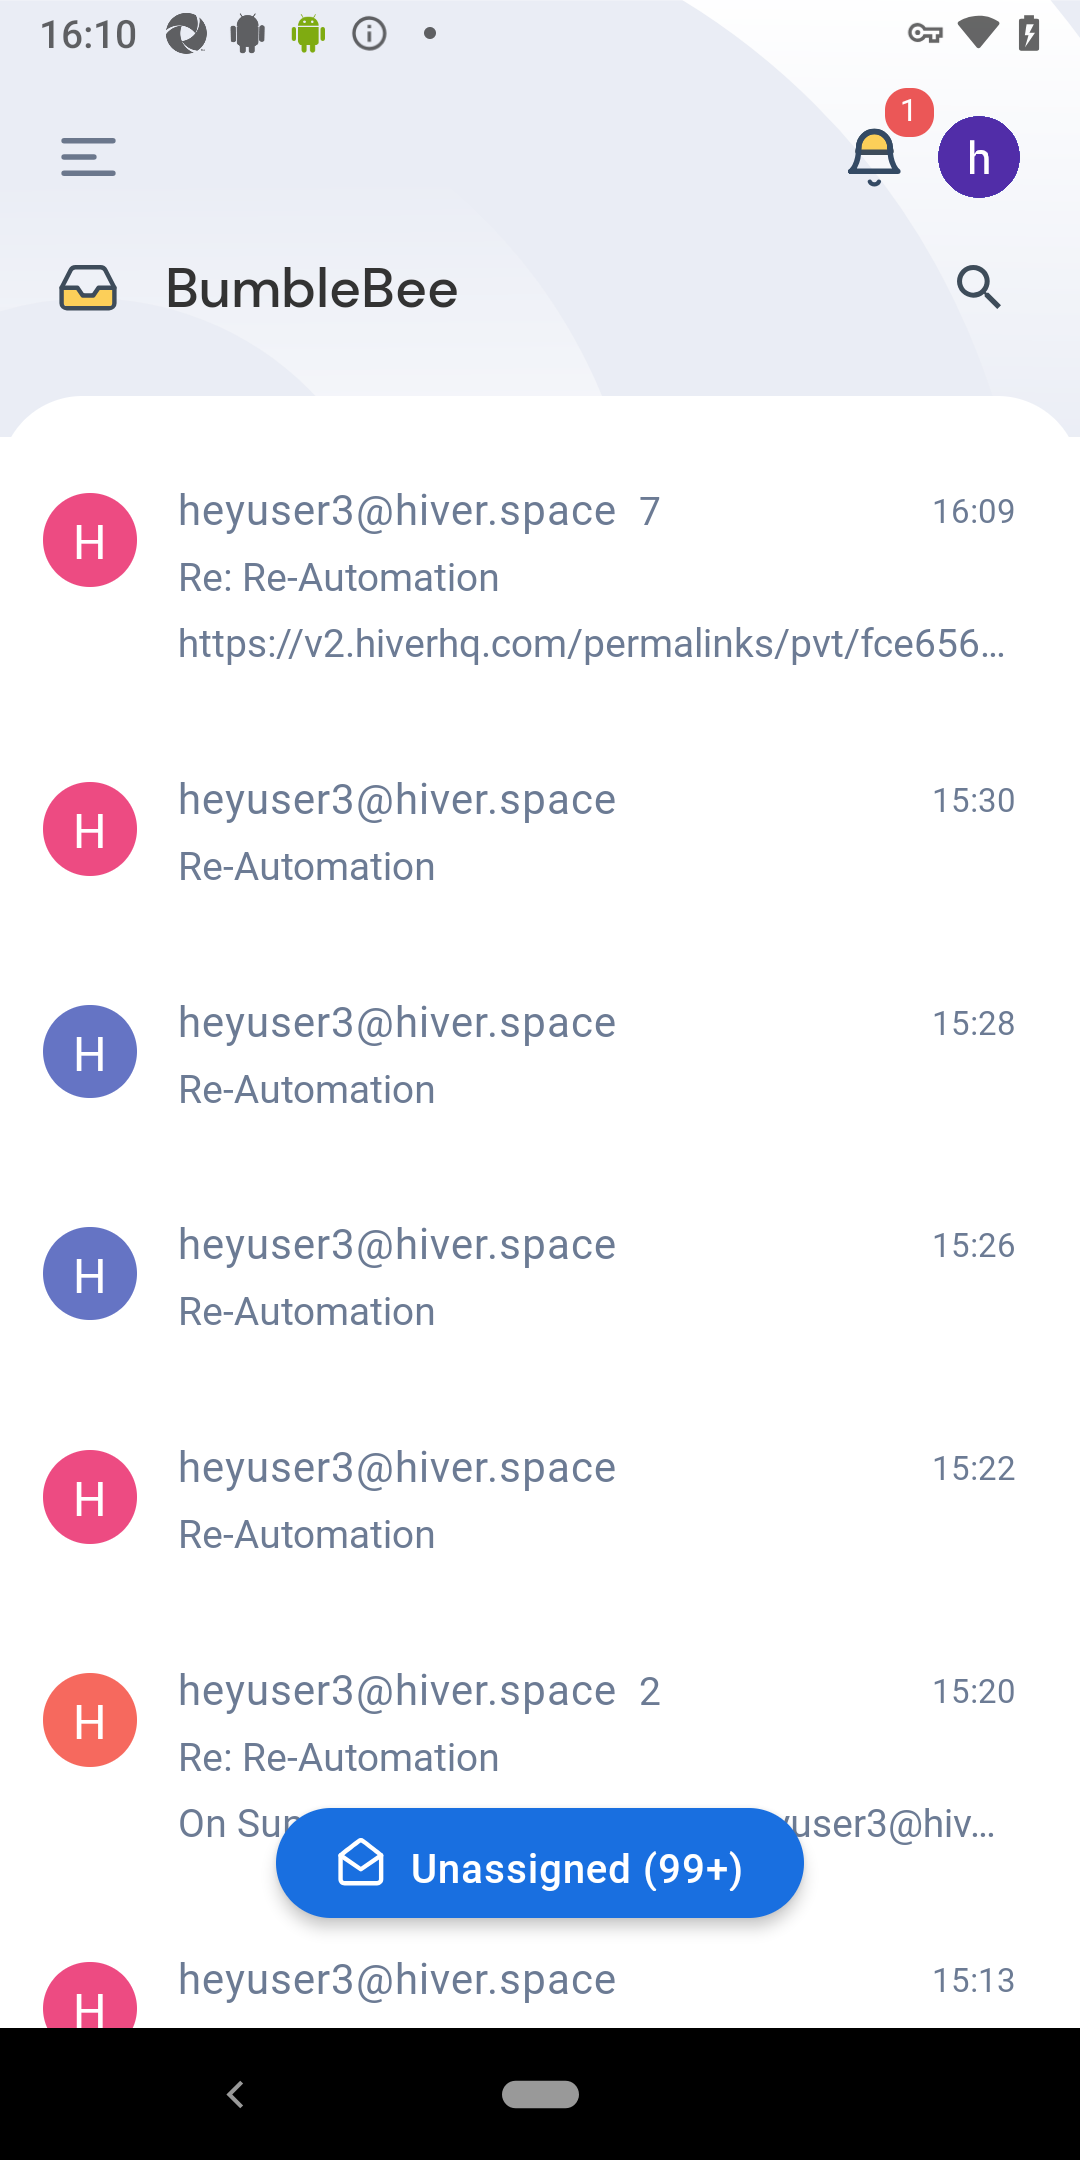 16:10
1
h
BumbleBee
H
heyuser3@hiver.space 7
16:09
Re: Re-Automation
https://v2.hiverhq.com/permalinks/pvt/fce656...
H
heyuser3@hiver.space
15:30
Re-Automation
H
heyuser3@hiver.space
15:28
Re-Automation
H
heyuser3@hiver.space
15:26
Re-Automation
H
heyuser3@hiver.space
15:22
Re-Automation
H
heyuser3@hiver.space 2
15:20
Re: Re-Automation
On user3@hiv...
Unassigned (99+)
H
heyuser3@hiver.space
15:13